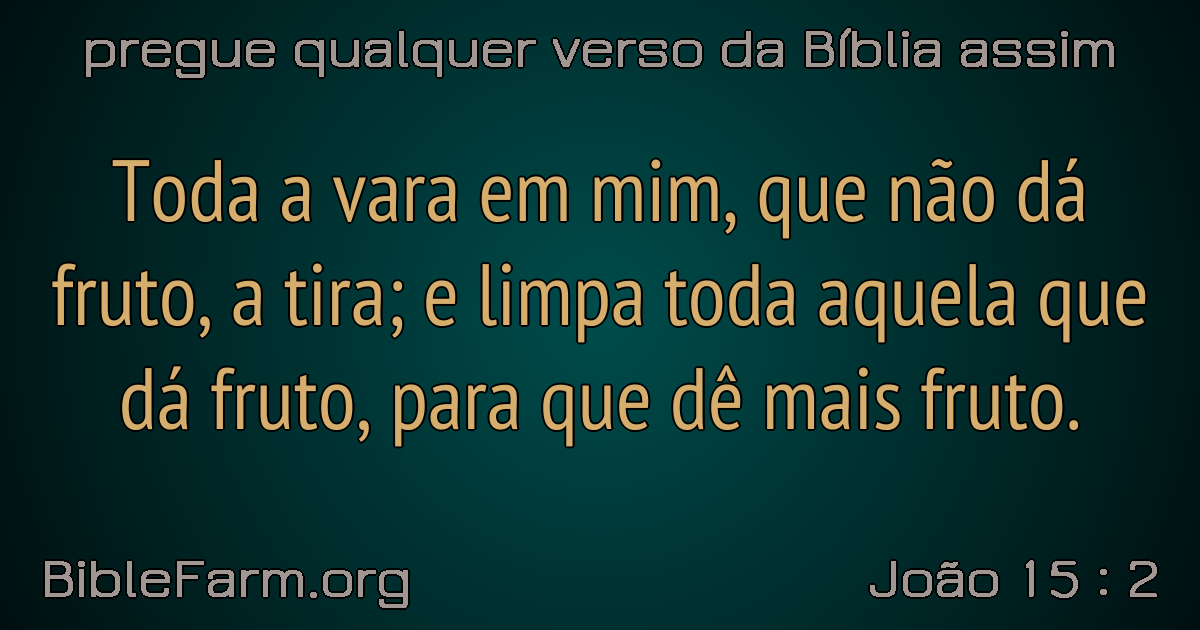 pregue qualquer verso da Bíblia assim
Toda a vara em mim, que não dá
fruto, a tira; e limpa toda aquela que
dá fruto, para que dê mais fruto.
BibleFarm.org
João 15 : 2